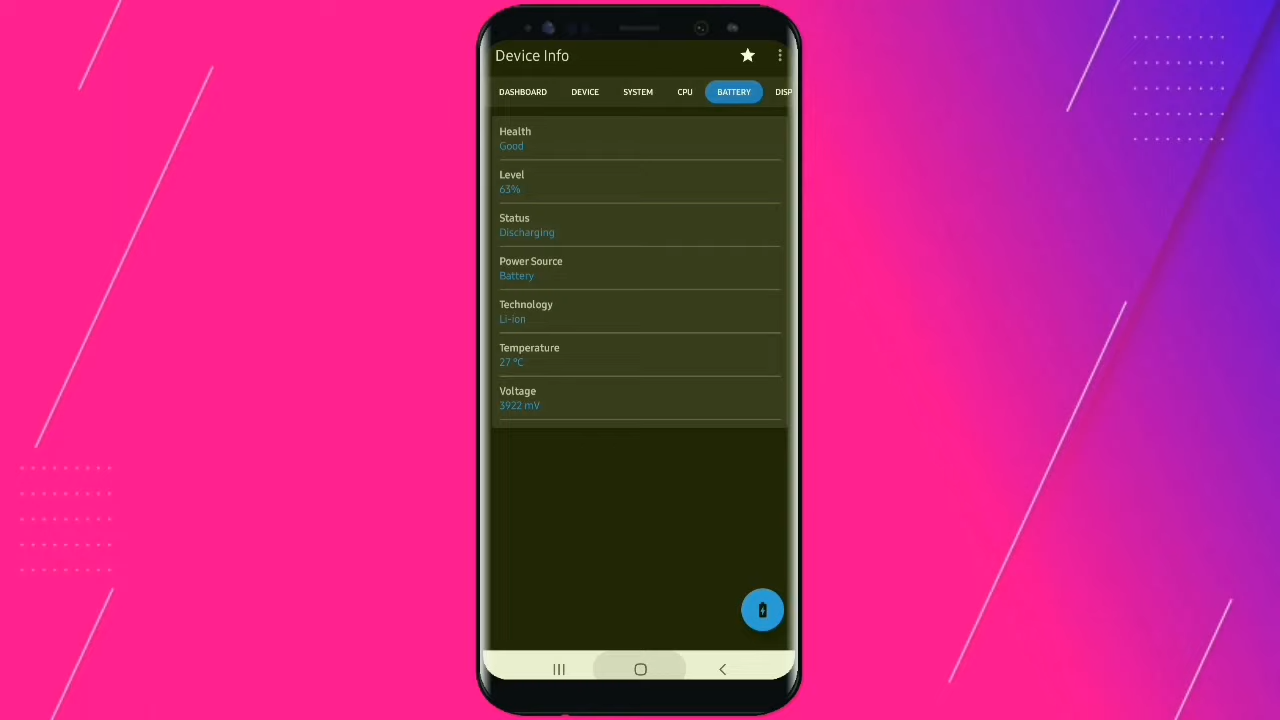 Device Info
DASHBOARD DEVICE SYSTEM CPU BATTERY DISP
Health
Good
Level
63%
Status
Discharging
Power Source
Battery
Technology
Li-ion
Temperature
27 °C
Voltage
3922 mV